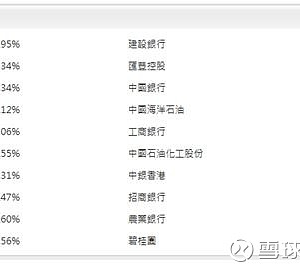 95% 建設銀行
34% 匯豐控股
34% 中國銀行
12% 中國海洋石油
06% 工商銀行
55% 中國石油化工股份
31% 中銀香港
47% 招商銀行
60% 農業銀行
56% 碧桂園
雪球